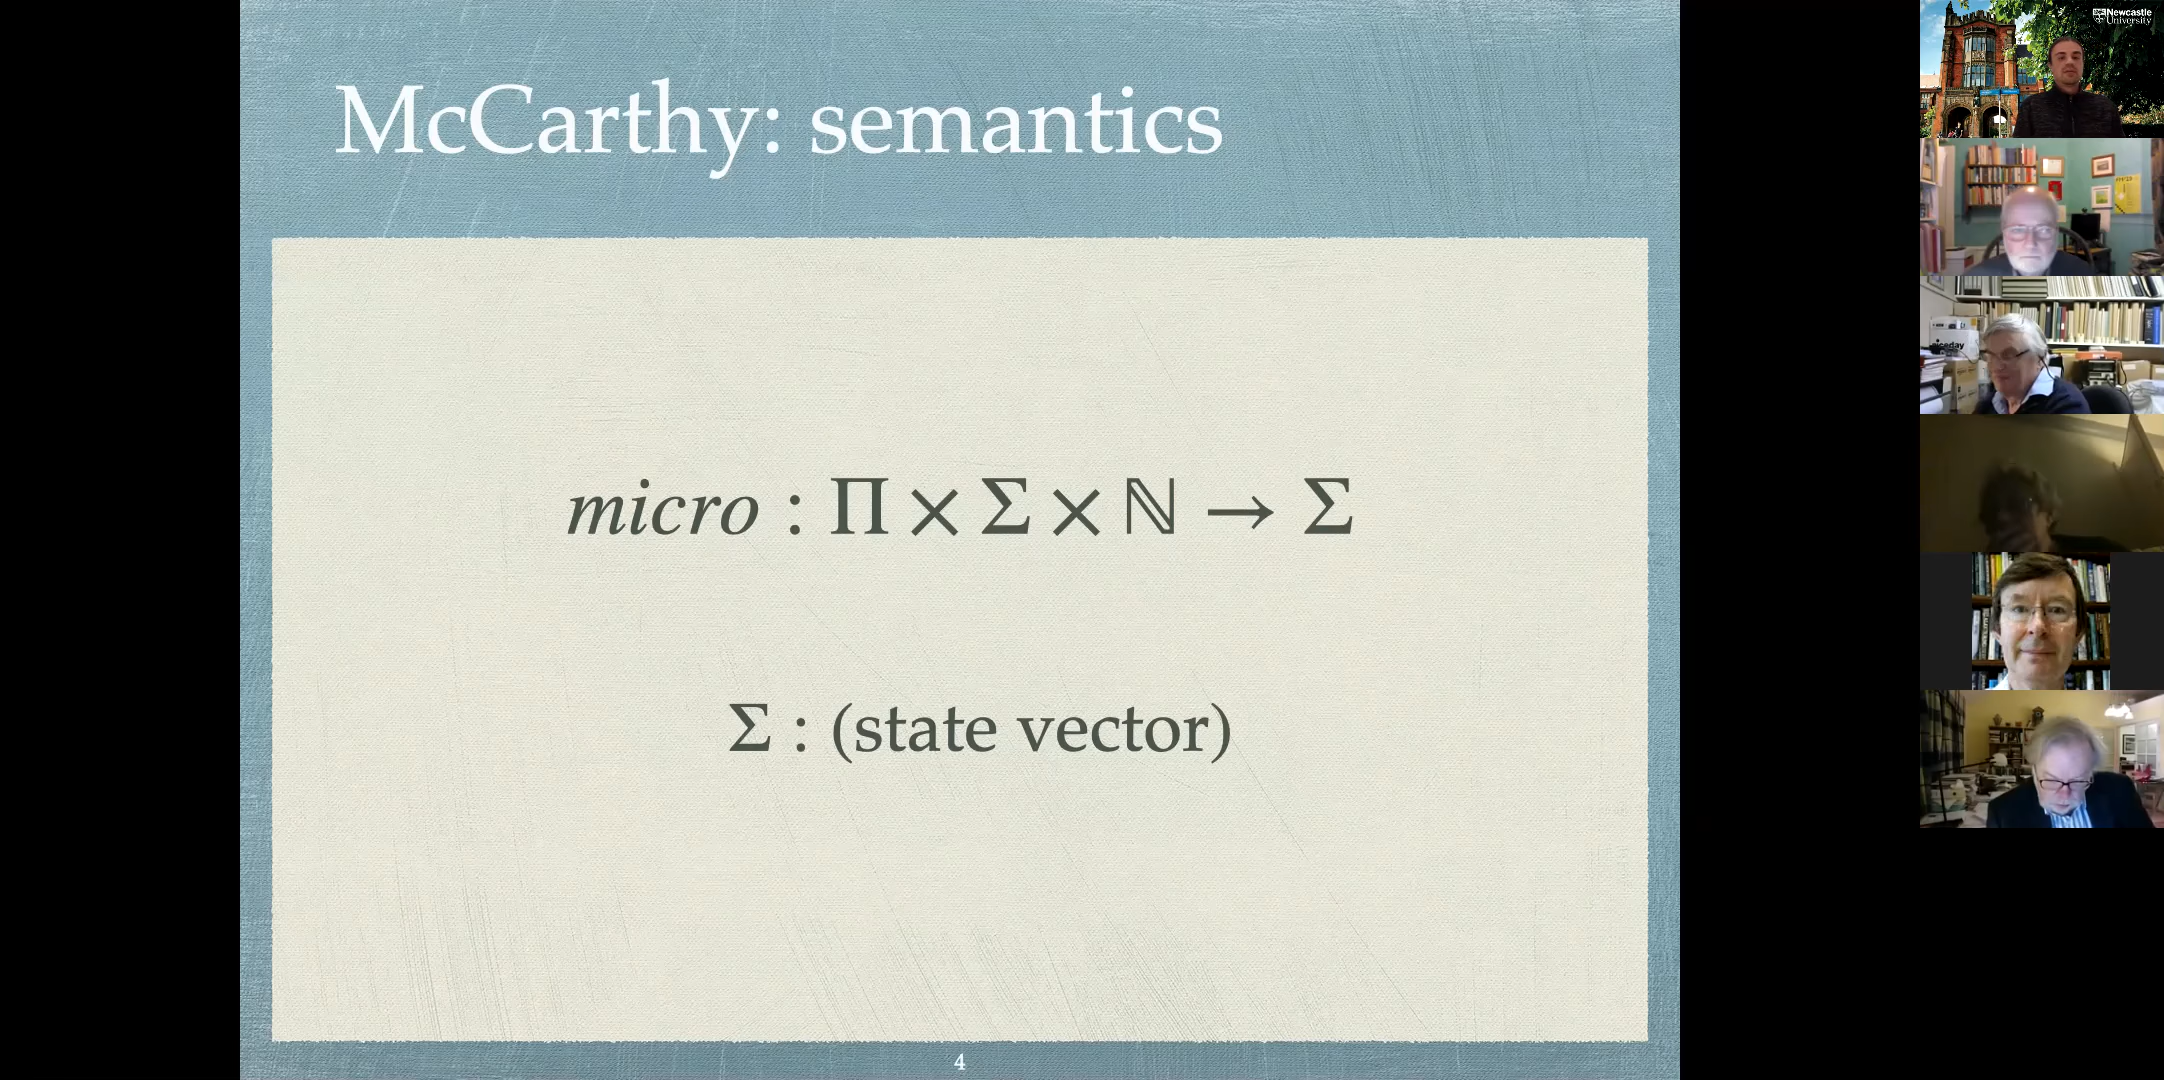 McCarthy: semantics
micro : Π × Σ × ℕ → Σ
Σ : (state vector)
4
Newcastle
University